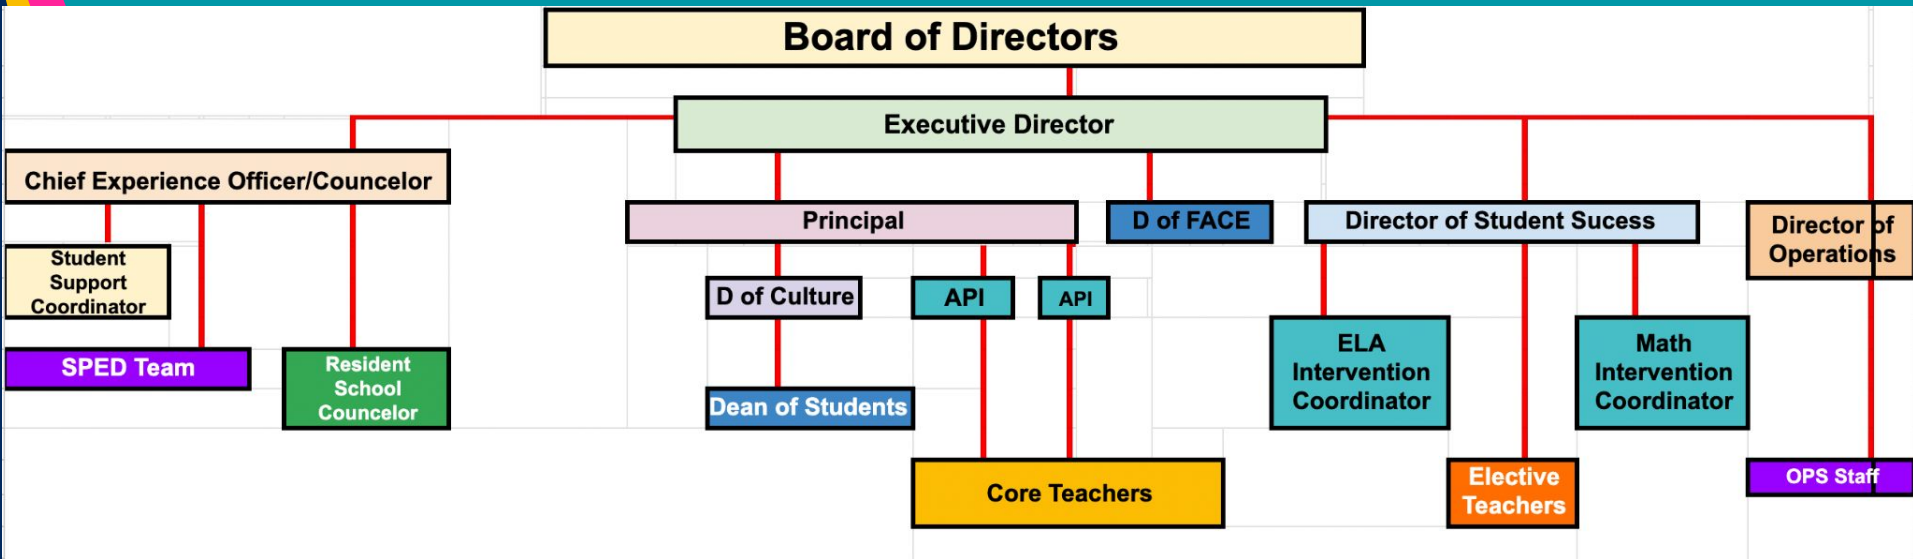 Board of Directors
Executive Director
Chief Experience Officer/Councelor
Principal
D of FACE
Director of Student Sucess
Director of
Operations
Student
Support
Coordinator
D of Culture
API
API
SPED Team
Resident
School
Councelor
Dean of Students
ELA
Intervention
Coordinator
Math
Intervention
Coordinator
Core Teachers
Elective
Teachers
OPS Staff